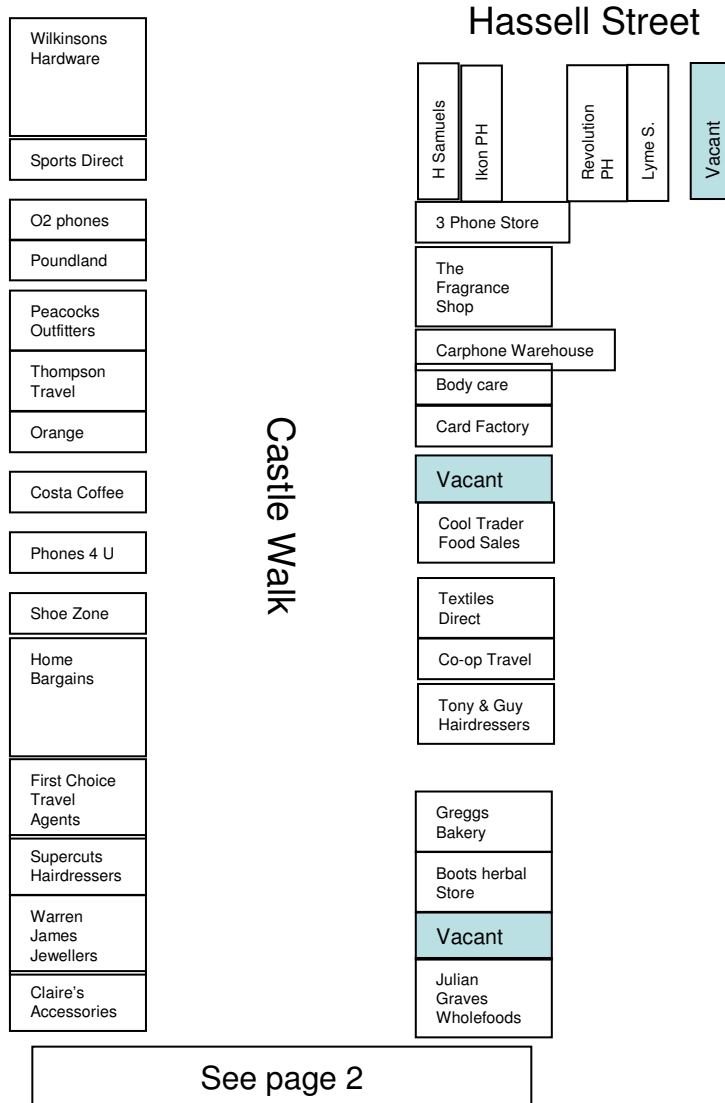 Hassell Street
Wilkinsons
Hardware
Sports Direct
O2 phones
Poundland
Peacocks
Outfitters
Thompson
Travel
Orange
Costa Coffee
Phones 4 U
Shoe Zone
Home
Bargains
First Choice
Travel
Agents
Supercuts
Hairdressers
Warren
James
Jewellers
Claire's
Accessories
Castle Walk
H Samuels
Ikon PH
Revolution
PH
Lyme S.
Vacant
3 Phone Store
The
Fragrance
Shop
Carphone Warehouse
Body care
Card Factory
Vacant
Cool Trader
Food Sales
Textiles
Direct
Co-op Travel
Tony & Guy
Hairdressers
Greggs
Bakery
Boots herbal
Store
Vacant
Julian
Graves
Wholefoods
See page 2